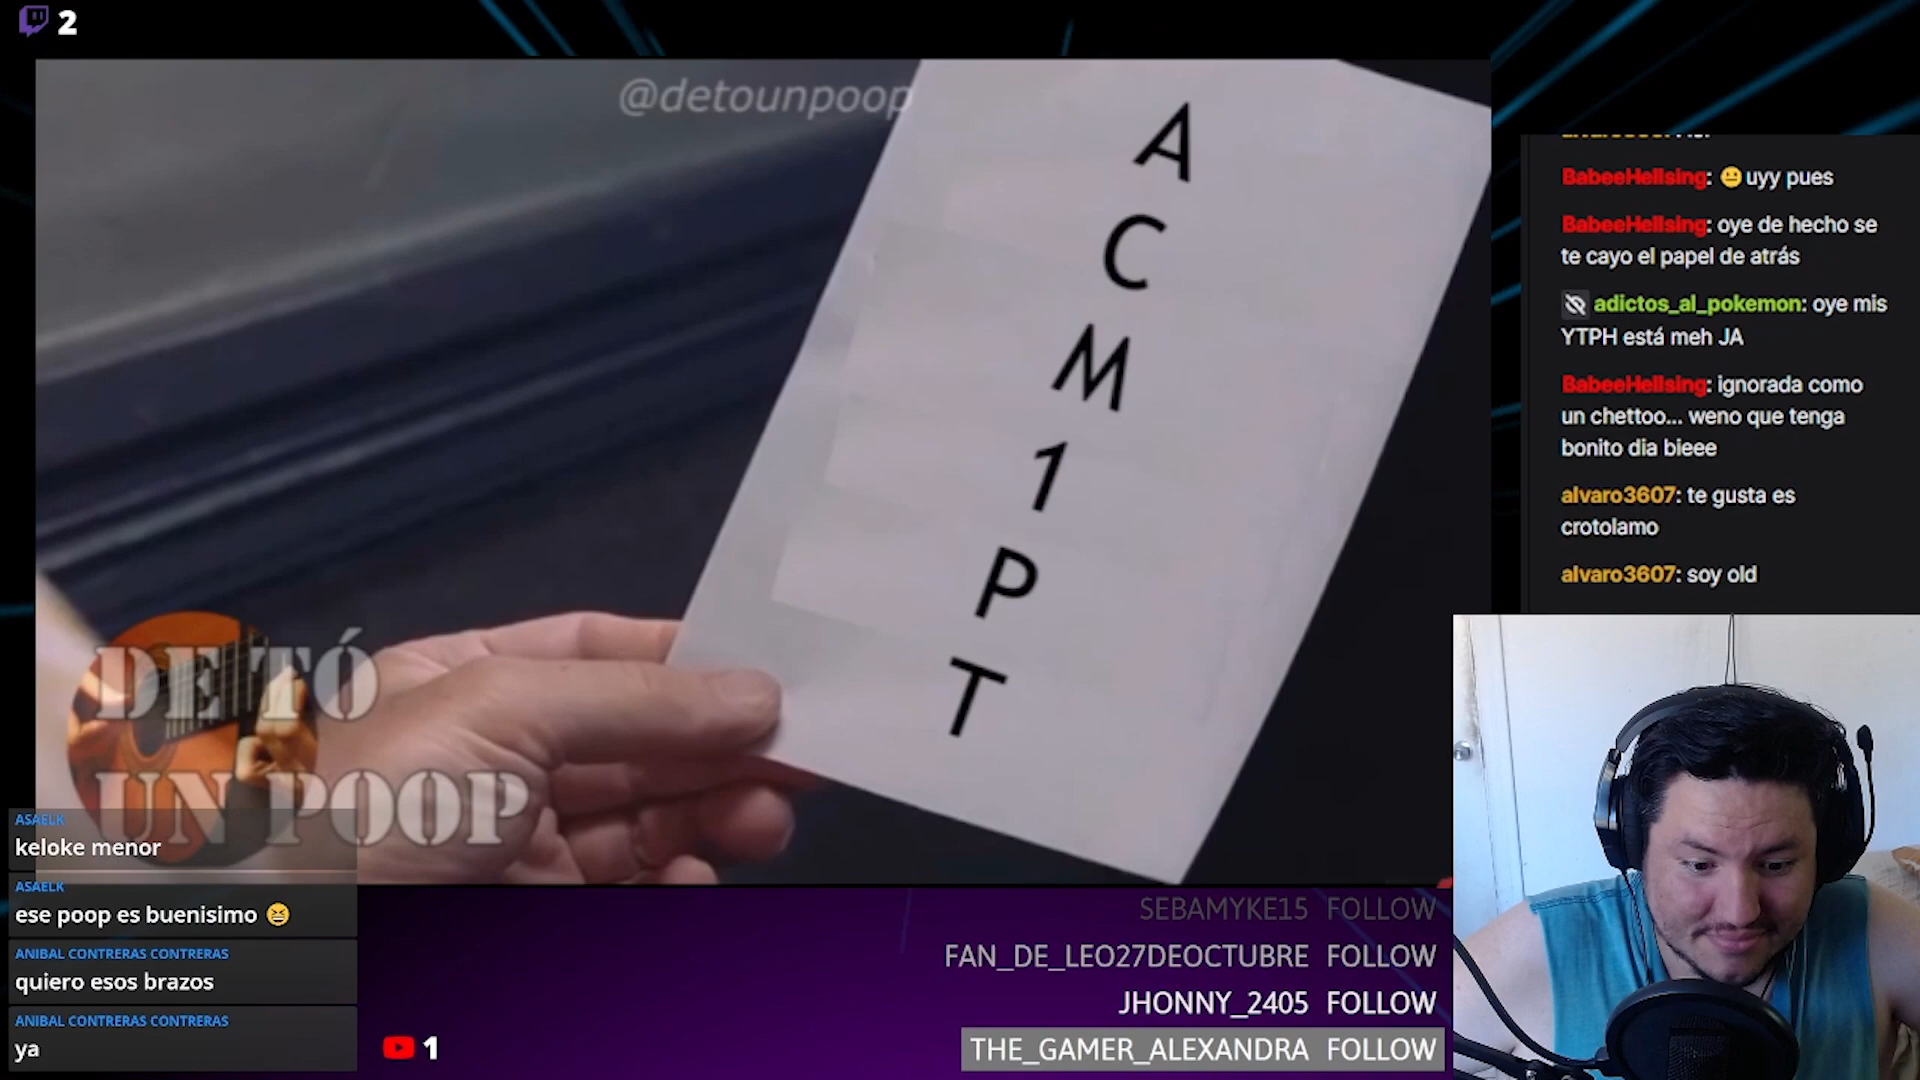 2
@detounpoop
A
C
M
1
P
T
DE TÓ
UN POOP
BabeeHellsing: 😐 uyy pues
BabeeHellsing: oye de hecho se
te cayo el papel de atrás
adictos_al_pokemon: oye mis
YTPH está meh JA
BabeeHellsing: ignorada como
un chettoo... weno que tenga
bonito dia bieee
alvaro3607: te gusta es
crotolamo
alvaro3607: soy old
ASAELK
keloke menor
ASAELK
ese poop es buenisimo 😆
ANIBAL CONTRERAS CONTRERAS
quiero esos brazos
ANIBAL CONTRERAS CONTRERAS
ya
1
SEBAMYKE15 FOLLOW
FAN_DE_LEO27DEOCTUBRE FOLLOW
JHONNY_2405 FOLLOW
THE_GAMER_ALEXANDRA FOLLOW